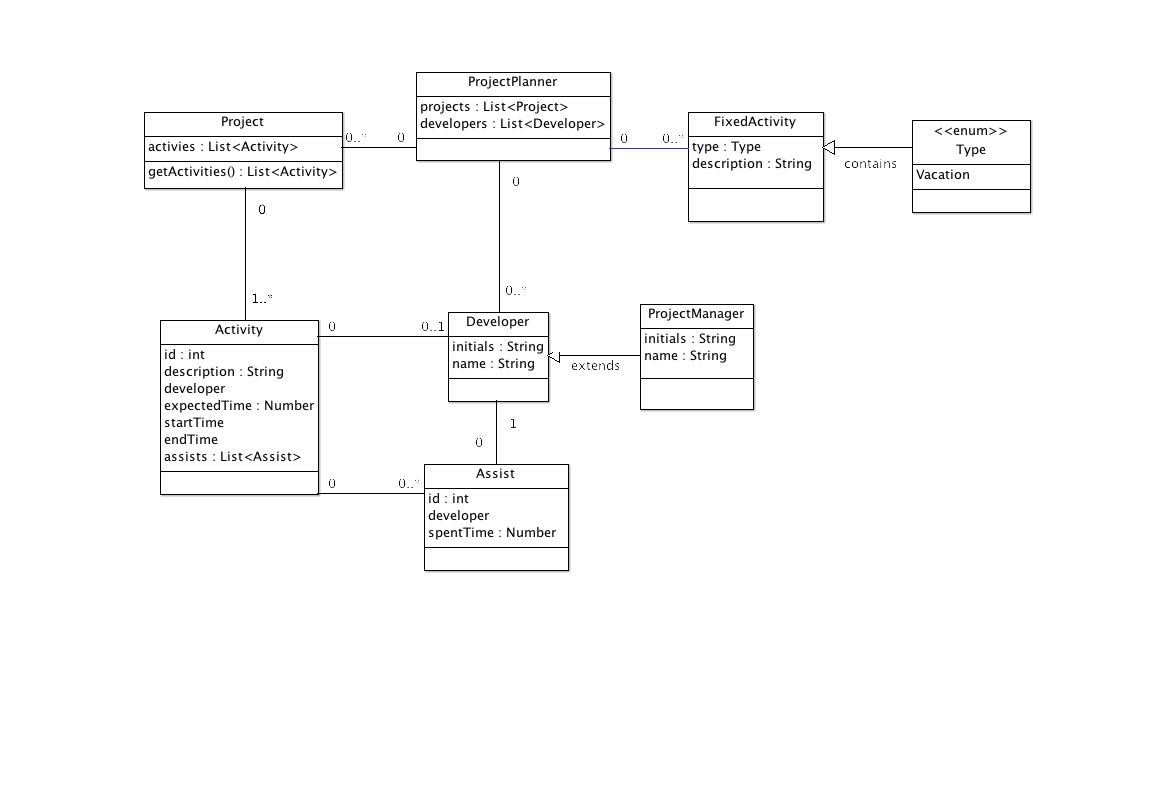 ProjectPlanner
projects : List<Project>
developers : List<Developer>
Project
activies : List<Activity>
getActivities() : List<Activity>
0..*
0
0
0..*
FixedActivity
type : Type
description : String
contains
<<enum>>
Type
Vacation
0
0
1..*
0..*
Activity
id : int
description : String
developer
expectedTime : Number
startTime
endTime
assists : List<Assist>
0
0..1
Developer
initials : String
name : String
extends
ProjectManager
initials : String
name : String
1
0
0
0..*
Assist
id : int
developer
spentTime : Number